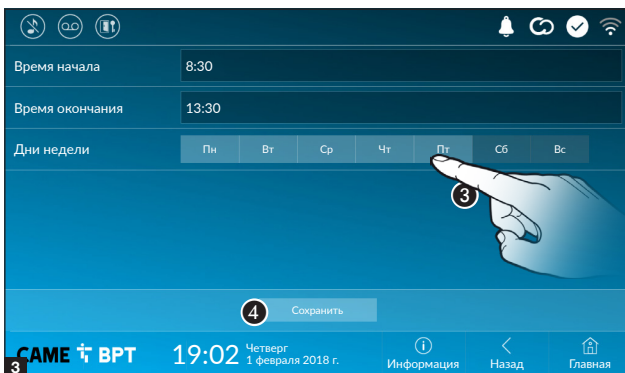 Время начала 8:30
Время окончания 13:30
Дни недели Пн Вт Ср Чт Пт Сб Вс
3
4 Сохранить
CAME BPT 19:02 Четверг
1 февраля 2018 г.
Информация Назад Главная
3